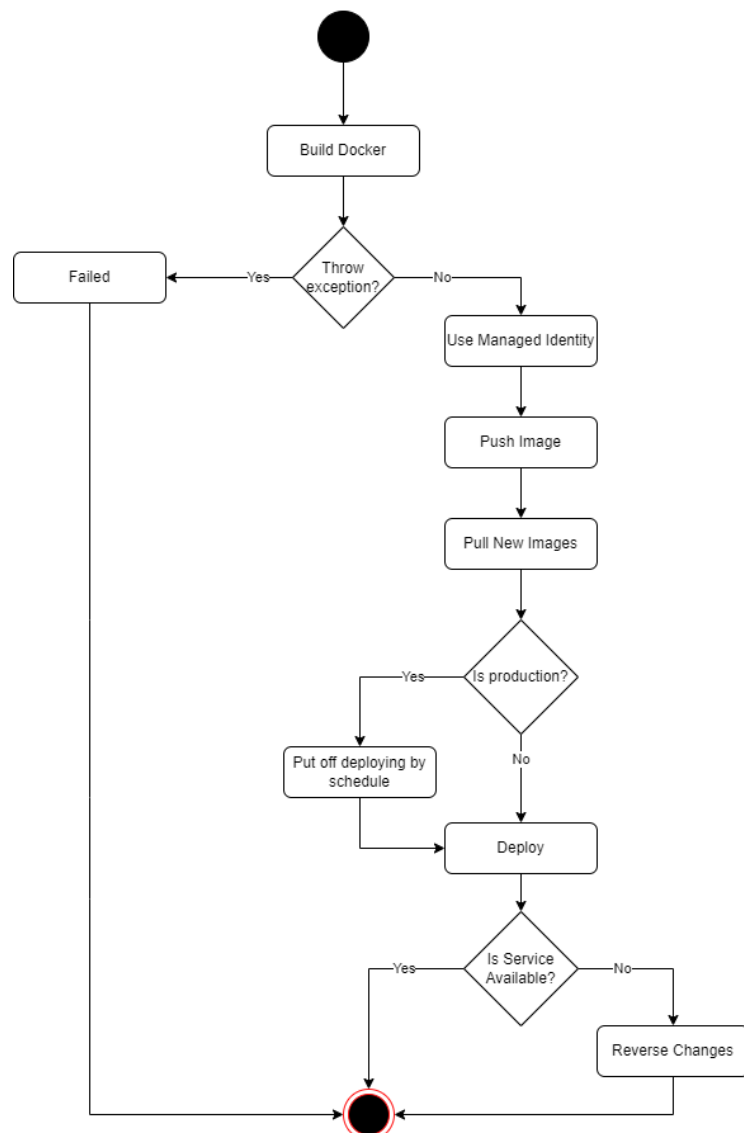 Build Docker
Throw
exception?
Yes
No
Failed
Use Managed Identity
Push Image
Pull New Images
Is production?
Yes
No
Put off deploying by
schedule
Deploy
Is Service
Available?
Yes
No
Reverse Changes